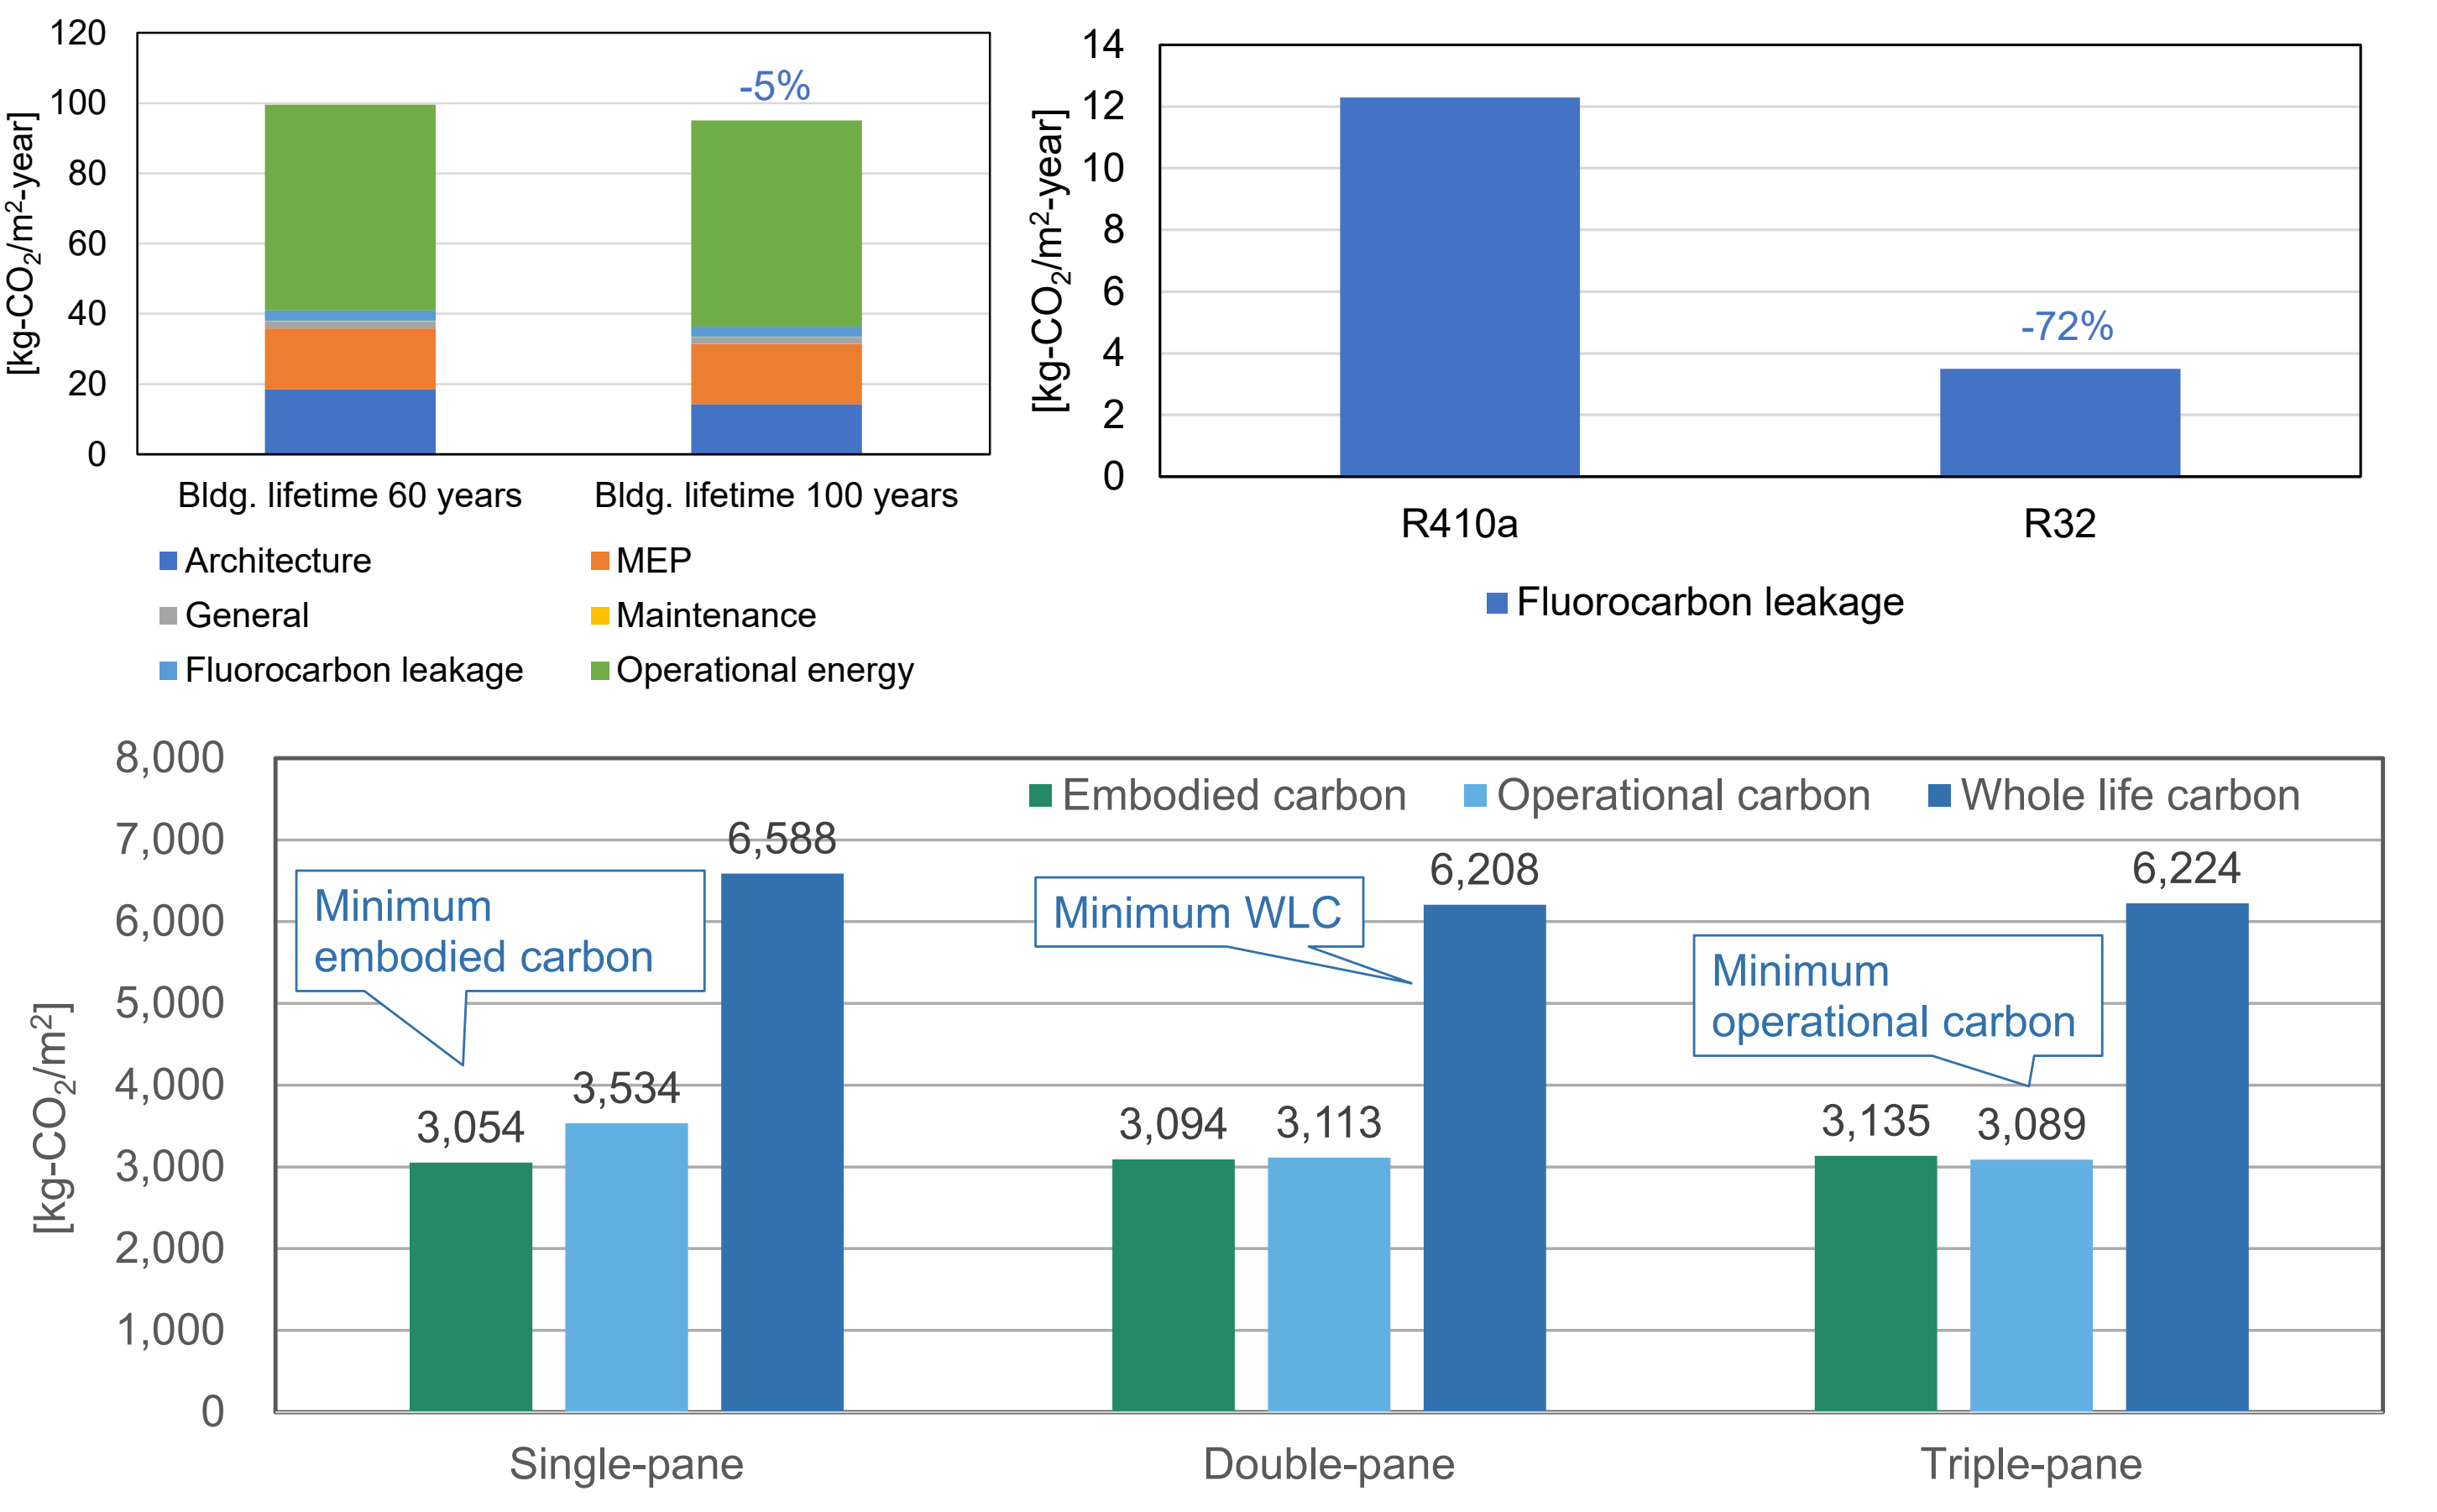 120
100
80
60
40
20
0
[kg-CO2/m2-year]
-5%
Bldg. lifetime 60 years
Bldg. lifetime 100 years
Architecture
MEP
General
Maintenance
Fluorocarbon leakage
Operational energy
14
12
10
8
6
4
2
0
[kg-CO2/m2-year]
-72%
R410a
R32
Fluorocarbon leakage
8,000
7,000
6,000
5,000
4,000
3,000
2,000
1,000
0
[kg-CO2/m2]
Embodied carbon
Operational carbon
Whole life carbon
Minimum
embodied carbon
3,054
3,534
6,588
Minimum WLC
3,094
3,113
6,208
Minimum
operational carbon
3,135
3,089
6,224
Single-pane
Double-pane
Triple-pane